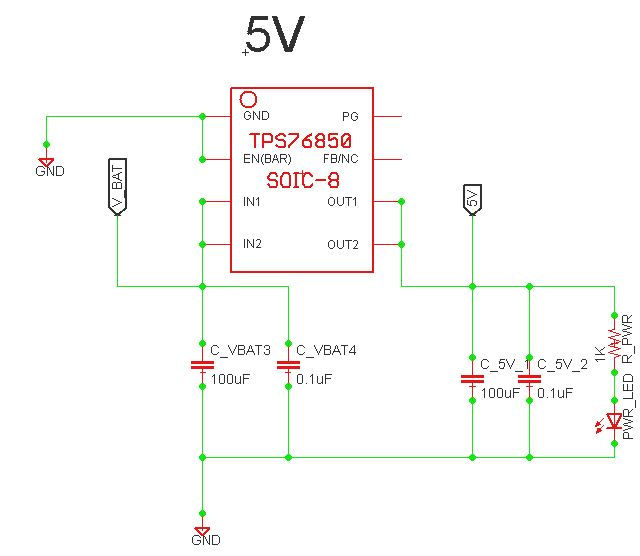 5V
GND
PG
TPS76850
EN(BAR)
FB/NC
SOIC-8
IN1
OUT1
IN2
OUT2
GND
V_BAT
5V
C_VBAT3
100uF
C_VBAT4
0.1uF
C_5V_1
100uF
C_5V_2
0.1uF
1K
R_PWR
PWR_LED
GND